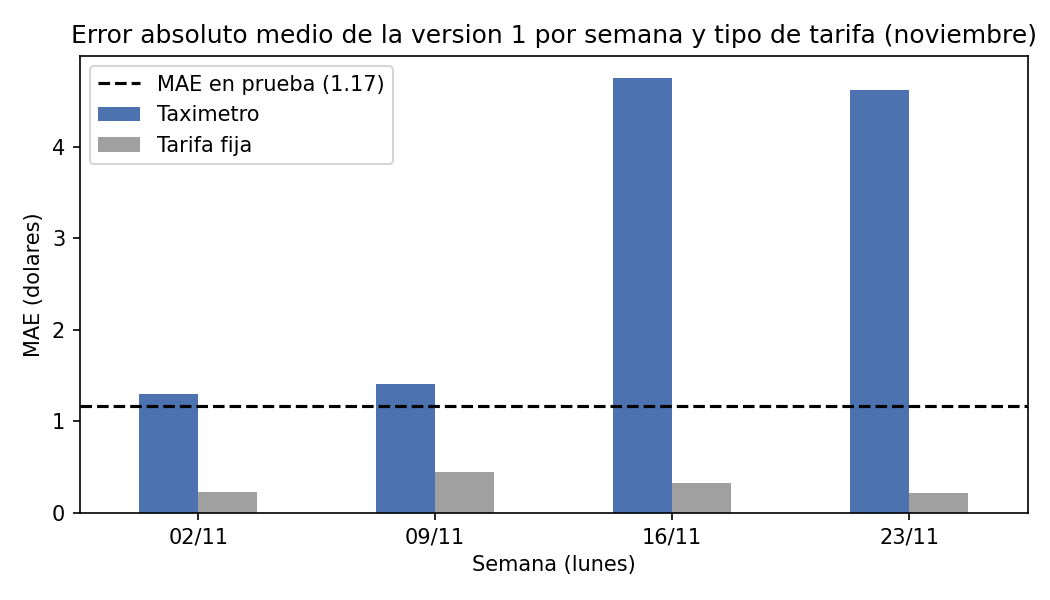 Error absoluto medio de la version 1 por semana y tipo de tarifa (noviembre)
MAE en prueba (1.17)
Taximetro
Tarifa fija
MAE (dolares)
4
3
2
1
0
02/11
09/11
16/11
23/11
Semana (lunes)